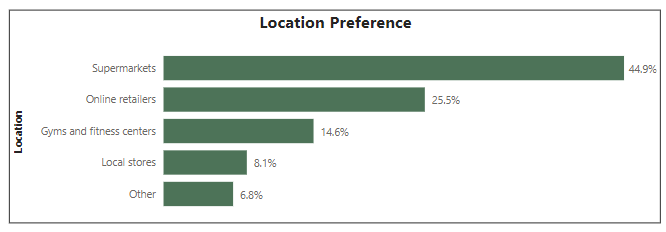 Location Preference
Location
Supermarkets 44.9%
Online retailers 25.5%
Gyms and fitness centers 14.6%
Local stores 8.1%
Other 6.8%